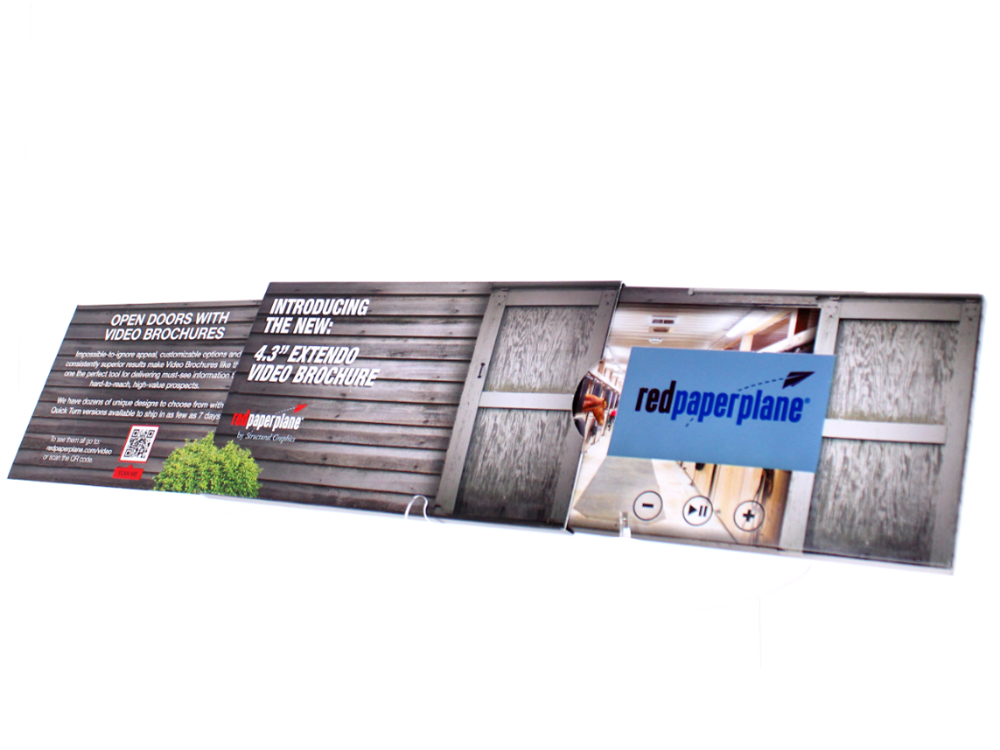 OPEN DOORS WITH
VIDEO BROCHURES
Impossible-to-ignore appeal, customizable options and
consistently superior results make Video Brochures like
one the perfect tool for delivering must-see information
hard-to-reach, high-value prospects.
We have dozens of unique designs to choose from with
Quick Turn versions available to ship in as few as 7 days
To see them all go to:
redpaperplane.com/video
or scan the QR code.
SCAN ME
INTRODUCING
THE NEW:
4.3” EXTENDO
VIDEO BROCHURE
redpaperplane
by Structural Graphics
redpaperplane®